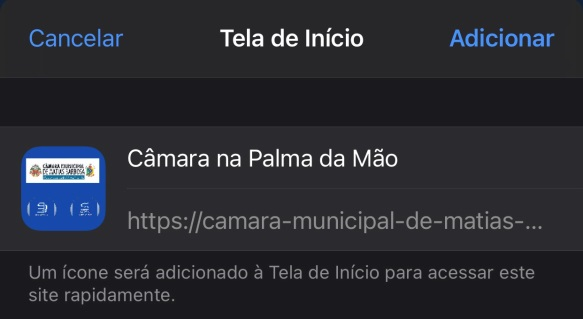 Cancelar Tela de Início Adicionar
CÂMARA MUNICIPAL
DE MATIAS BARBOSA
Câmara na Palma da Mão
https://camara-municipal-de-matias-...
Um ícone será adicionado à Tela de Início para acessar este
site rapidamente.